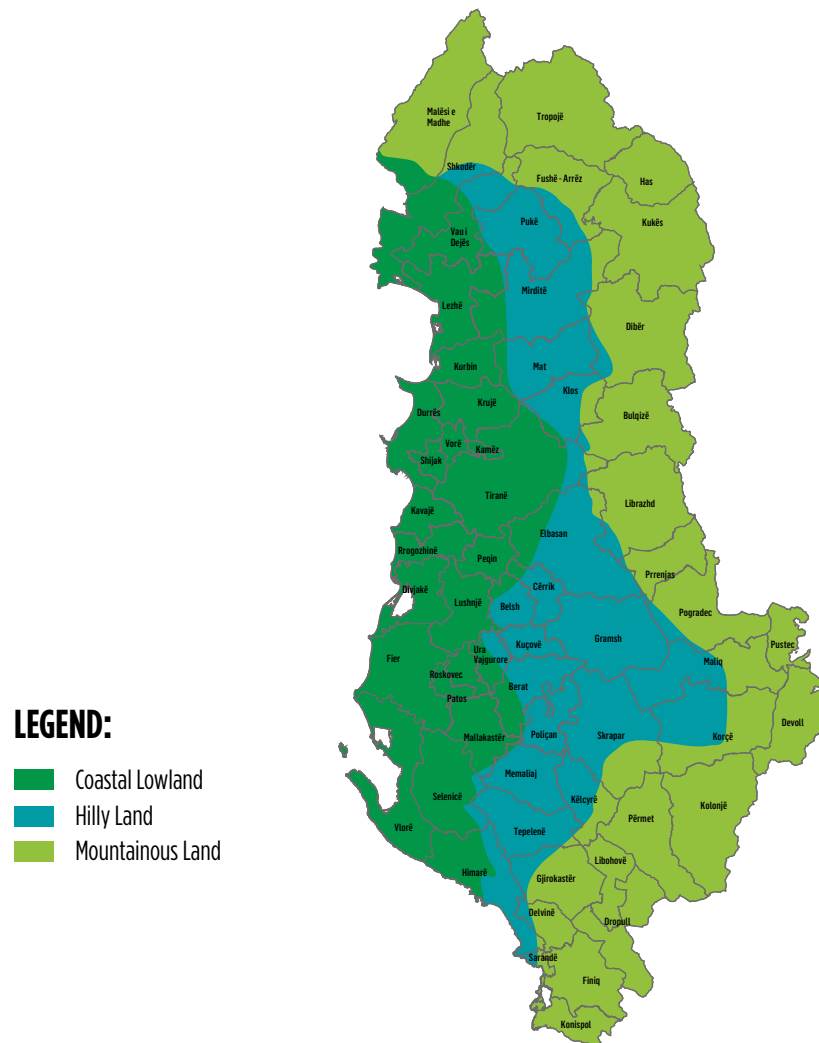 Malësi e
Madhe
Tropojë
Shkodër
Fushë - Arrëz
Has
Pukë
Kukës
Vau i
Dejës
Mirditë
Lezhë
Dibër
Kurbin
Mat
Klos
Krujë
Durrës
Bulqizë
Vorë
Kamëz
Shijak
Tiranë
Librazhd
Kavajë
Elbasan
Rrogozhinë
Peqin
Prrenjas
Cërrik
Divjakë
Lushnjë
Belsh
Pogradec
Gramsh
Kuçovë
Pustec
Ura
Vajgurore
Fier
Maliq
Roskovec
Berat
Patos
Devoll
Mallakastër
Poliçan
Skrapar
Korçë
Memaliaj
Selenicë
Këlcyrë
Kolonjë
Përmet
Vlorë
Tepelenë
Libohovë
Himarë
Gjirokastër
Delvinë
Dropull
Sarandë
Finiq
Konispol
LEGEND:
Coastal Lowland
Hilly Land
Mountainous Land